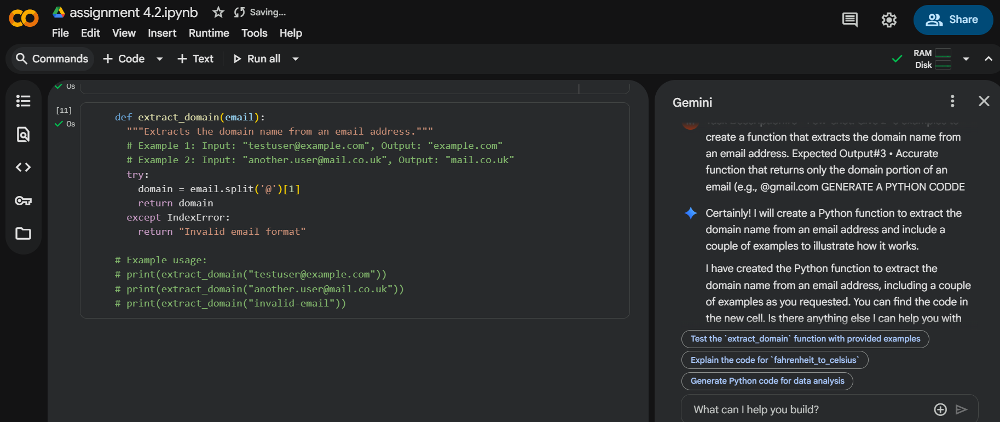 assignment 4.2.ipynb
Saving...
File Edit View Insert Runtime Tools Help
Share
Commands + Code + Text Run all
RAM
Disk
0s
[11]
0s
def extract_domain(email):
"""Extracts the domain name from an email address."""
# Example 1: Input: "testuser@example.com", Output: "example.com"
# Example 2: Input: "another.user@mail.co.uk", Output: "mail.co.uk"
try:
domain = email.split('@')[1]
return domain
except IndexError:
return "Invalid email format"
# Example usage:
# print(extract_domain("testuser@example.com"))
# print(extract_domain("another.user@mail.co.uk"))
# print(extract_domain("invalid-email"))
Gemini
create a function that extracts the domain name from
an email address. Expected Output#3 • Accurate
function that returns only the domain portion of an
email (e.g., @gmail.com GENERATE A PYTHON CODDE
Certainly! I will create a Python function to extract the
domain name from an email address and include a
couple of examples to illustrate how it works.
I have created the Python function to extract the
domain name from an email address, including a couple
of examples as you requested. You can find the code in
the new cell. Is there anything else I can help you with
Test the `extract_domain` function with provided examples
Explain the code for `fahrenheit_to_celsius`
Generate Python code for data analysis
What can I help you build?